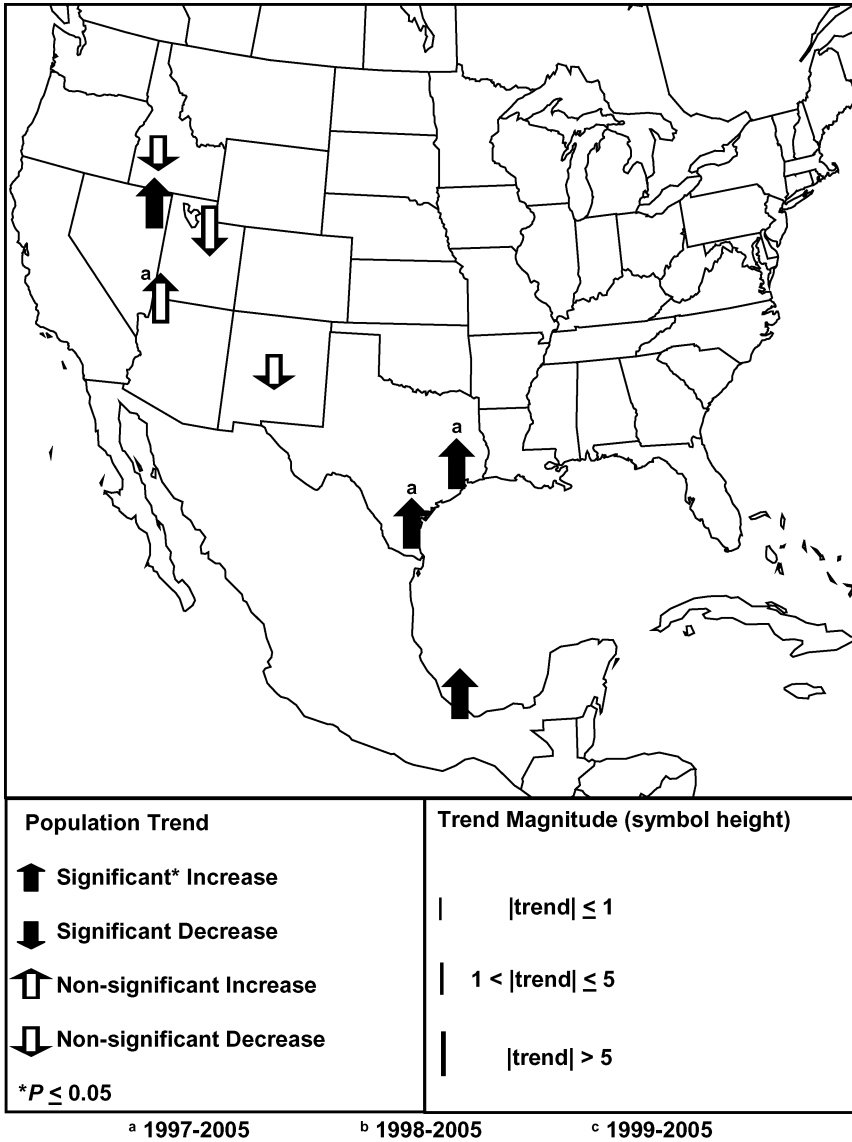 a
a
a
Population Trend
Significant* Increase
Significant Decrease
Non-significant Increase
Non-significant Decrease
*P ≤ 0.05
Trend Magnitude (symbol height)
|trend| ≤ 1
1 < |trend| ≤ 5
|trend| > 5
a 1997-2005 b 1998-2005 c 1999-2005